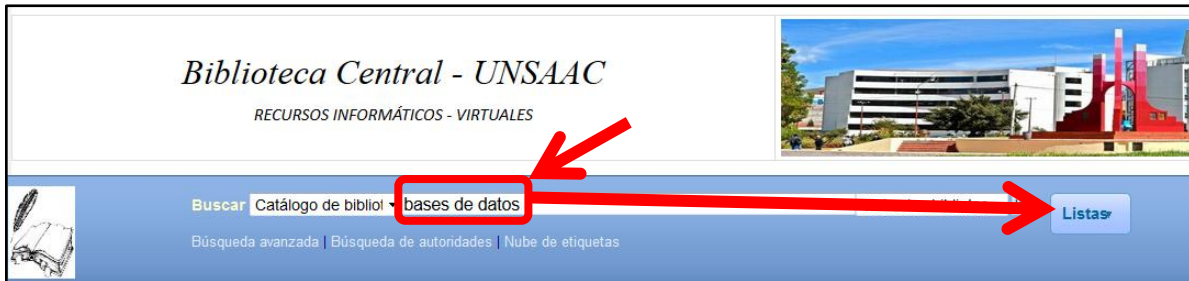 Biblioteca Central - UNSAAC
RECURSOS INFORMÁTICOS - VIRTUALES
Buscar Catálogo de bibliot bases de datos
Listas
Búsqueda avanzada | Búsqueda de autoridades | Nube de etiquetas